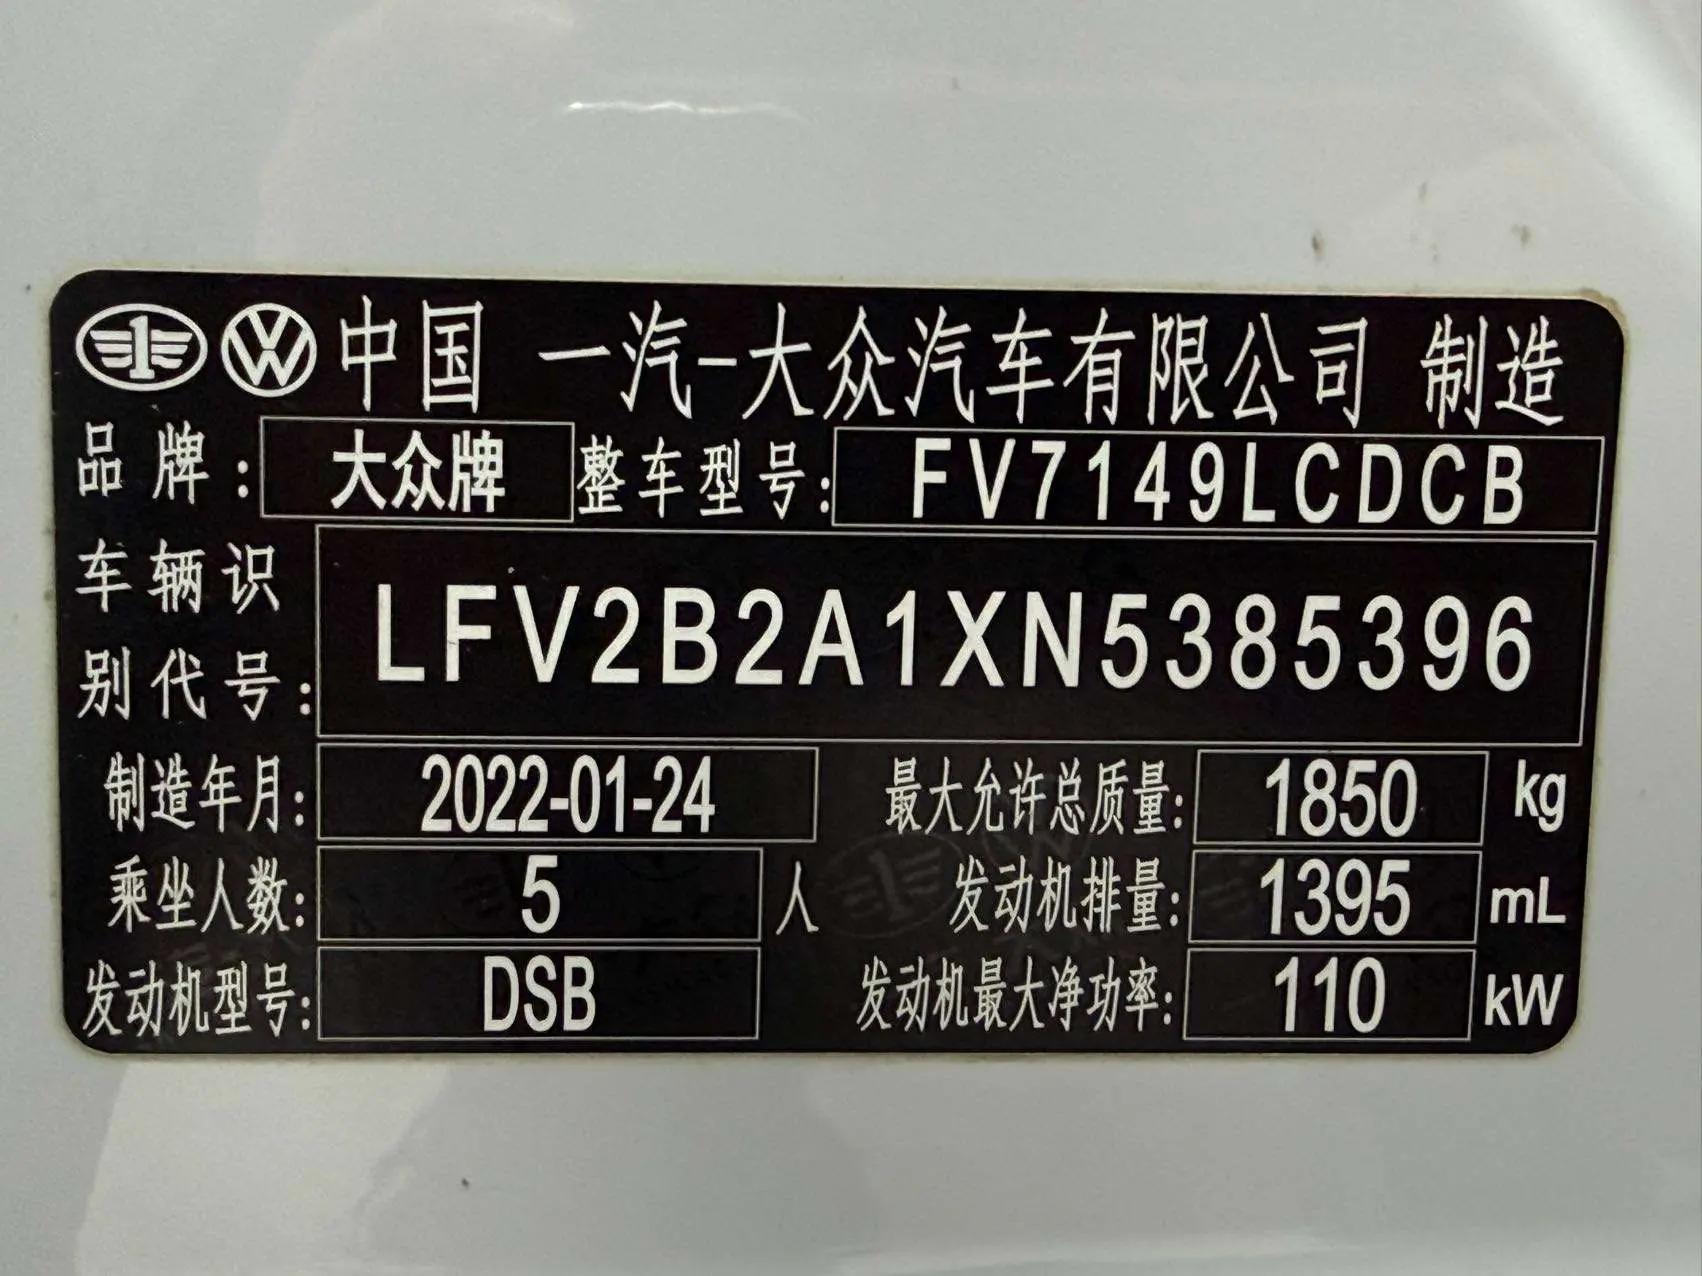 中国 一汽-大众汽车有限公司 制造
品牌: 大众牌 整车型号: FV7149LCDCB
车辆识
别代号: LFV2B2A1XN5385396
制造年月: 2022-01-24 最大允许总质量: 1850 kg
乘坐人数: 5 人 发动机排量: 1395 mL
发动机型号: DSB 发动机最大净功率: 110 kW